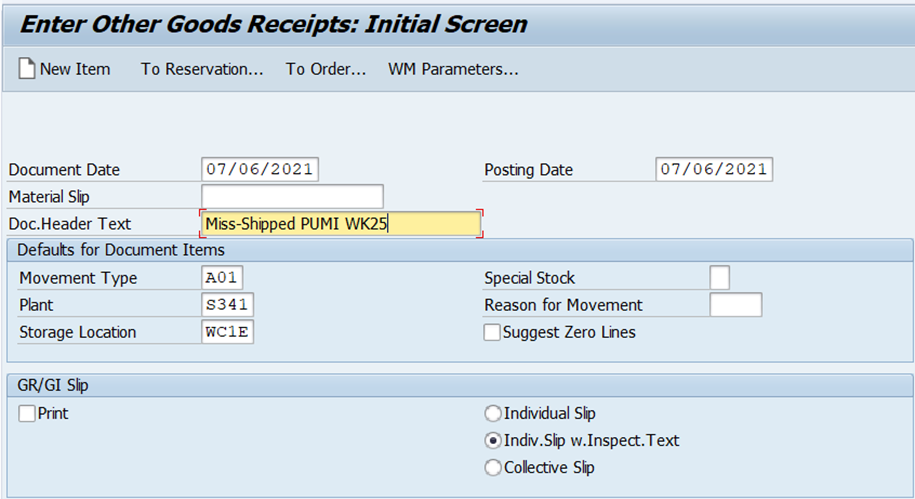 Enter Other Goods Receipts: Initial Screen
New Item To Reservation... To Order... WM Parameters...
Document Date 07/06/2021 Posting Date 07/06/2021
Material Slip
Doc.Header Text Miss-Shipped PUMI WK25
Defaults for Document Items
Movement Type A01 Special Stock
Plant S341 Reason for Movement
Storage Location WC1E Suggest Zero Lines
GR/GI Slip
Print Individual Slip
Indiv.Slip w.Inspect.Text
Collective Slip